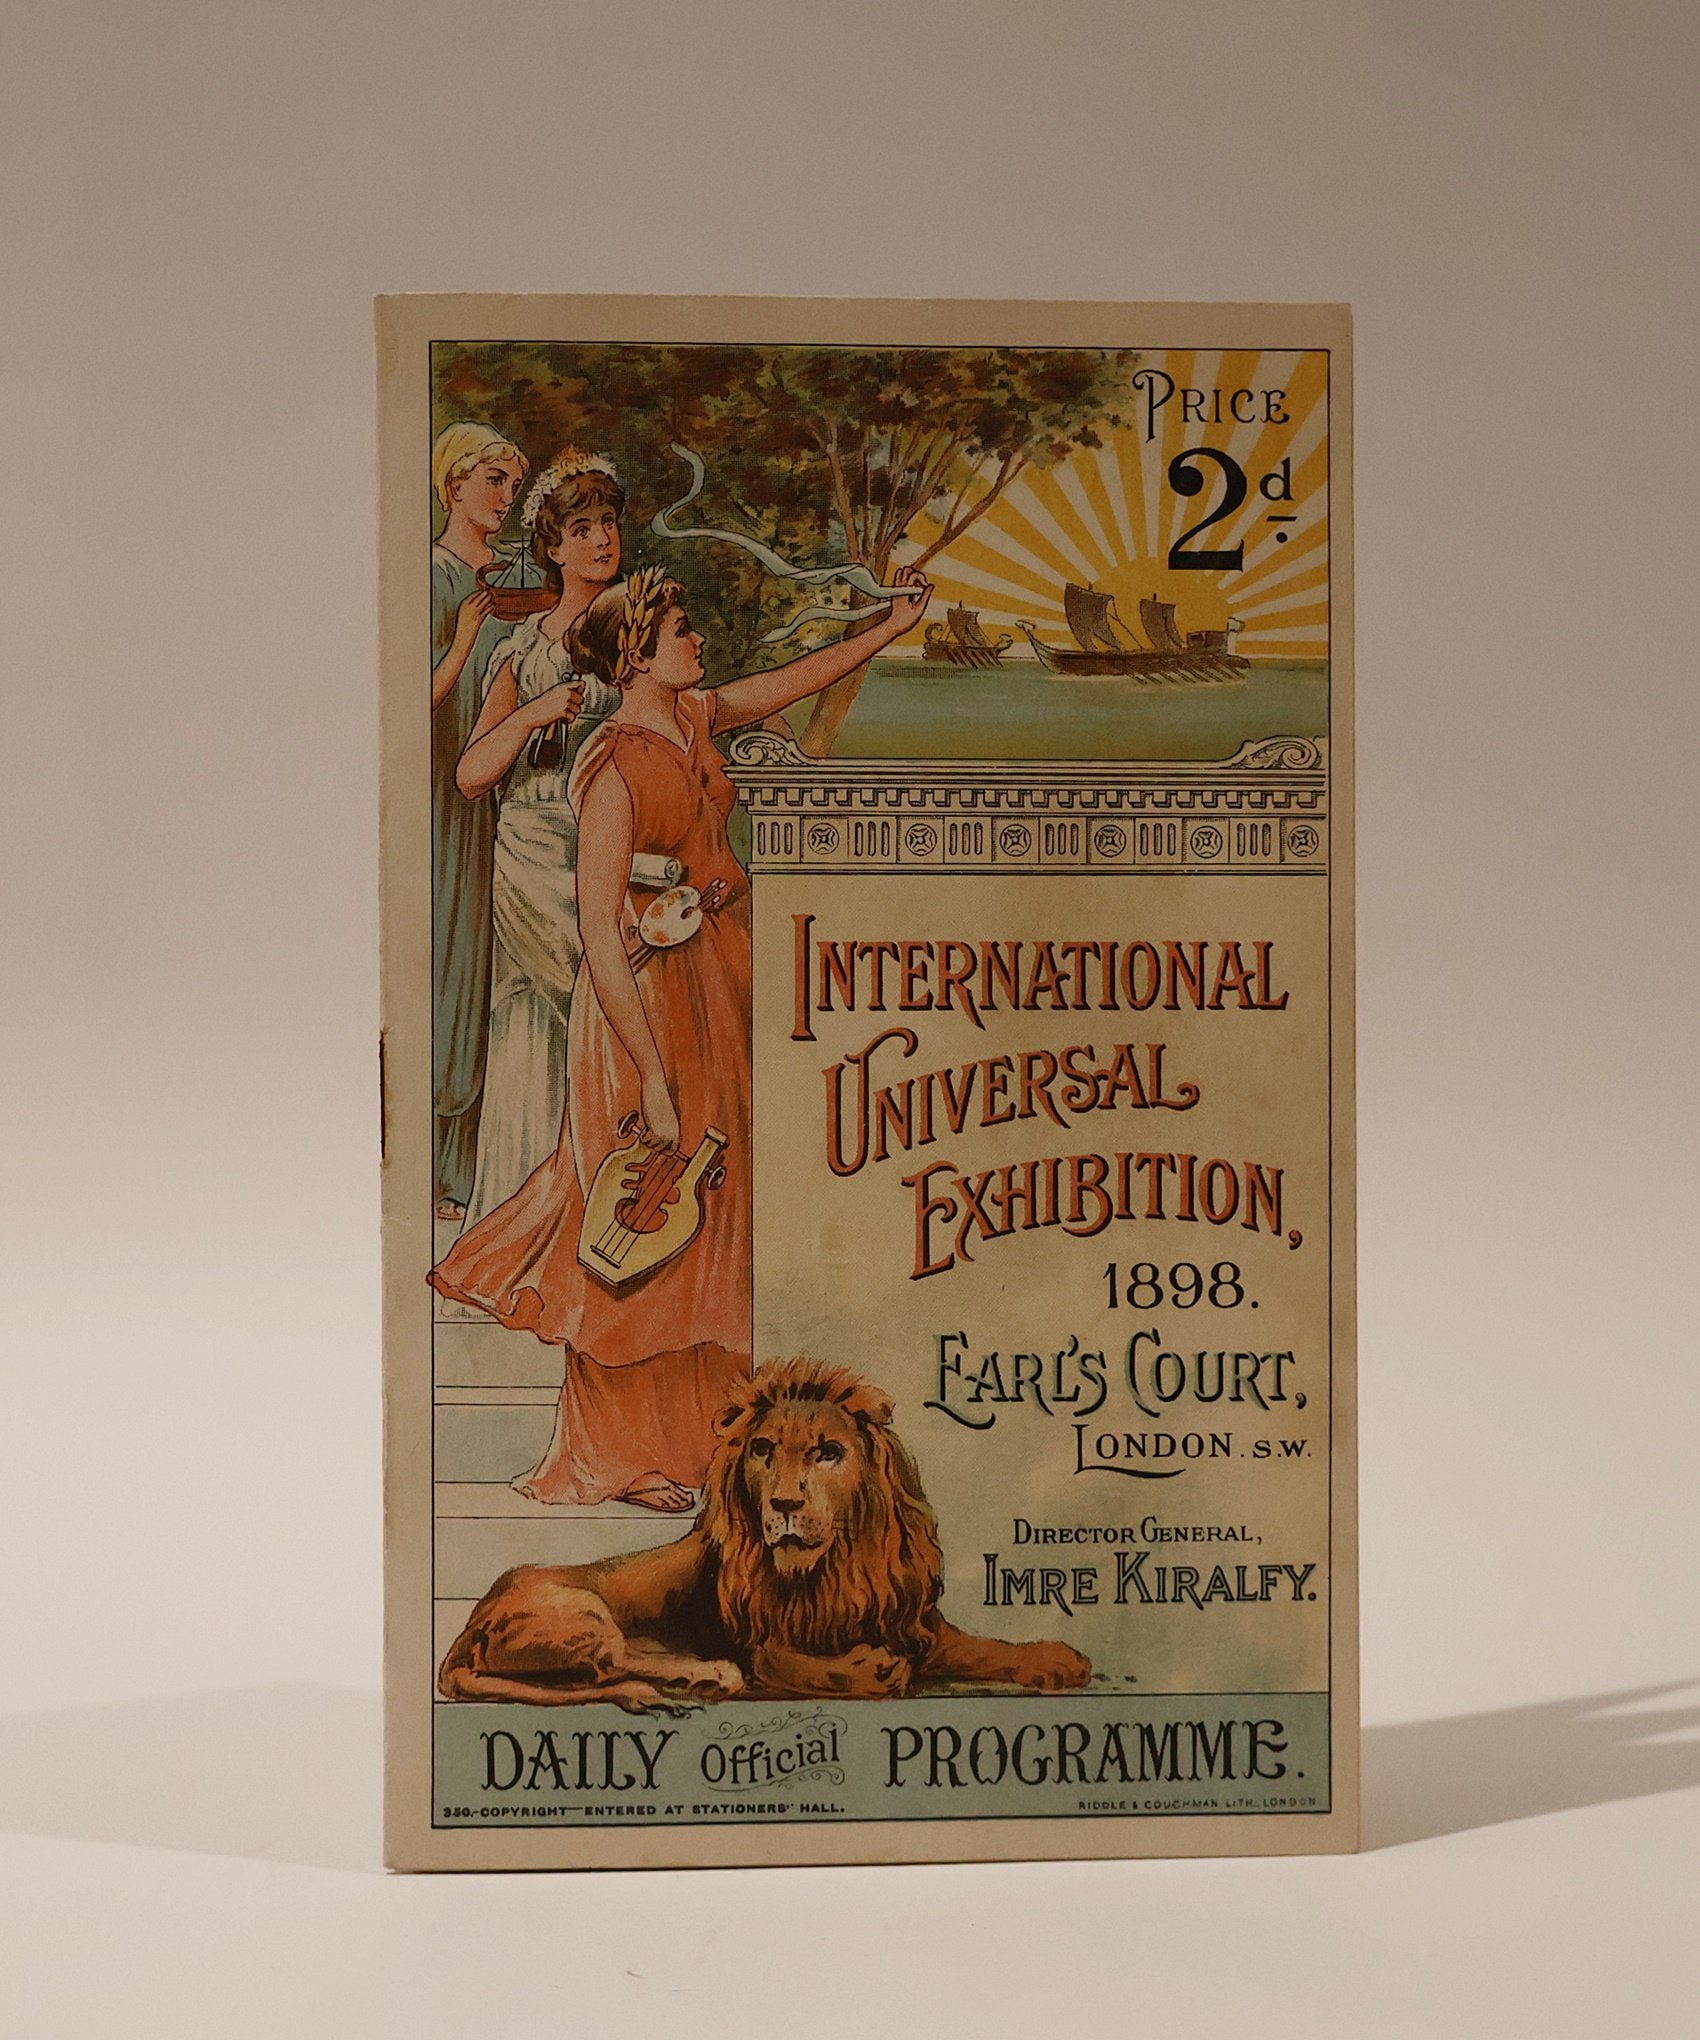 PRICE
2d.
INTERNATIONAL
UNIVERSAL
EXHIBITION,
1898.
EARL'S COURT,
LONDON. S.W.
DIRECTOR GENERAL,
IMRE KIRALFY.
DAILY Official PROGRAMME.
350.-COPYRIGHT-ENTERED AT STATIONERS' HALL.
RIDDLE & COUCHMAN, LITH., LONDON.